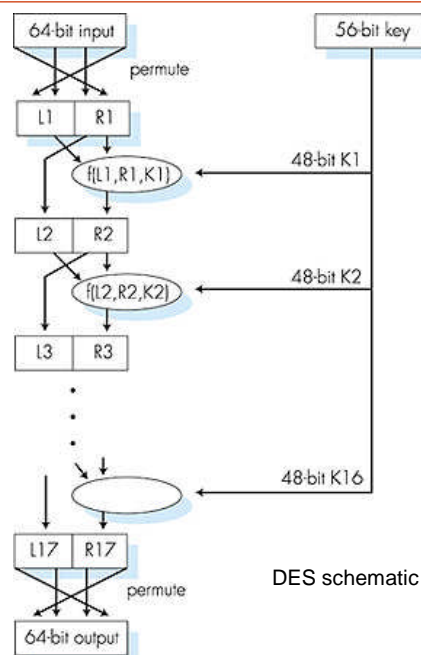 64-bit input
56-bit key
permute
L1 R1
48-bit K1
f(L1,R1,K1)
L2 R2
48-bit K2
f(L2,R2,K2)
L3 R3
48-bit K16
L17 R17
DES schematic
permute
64-bit output